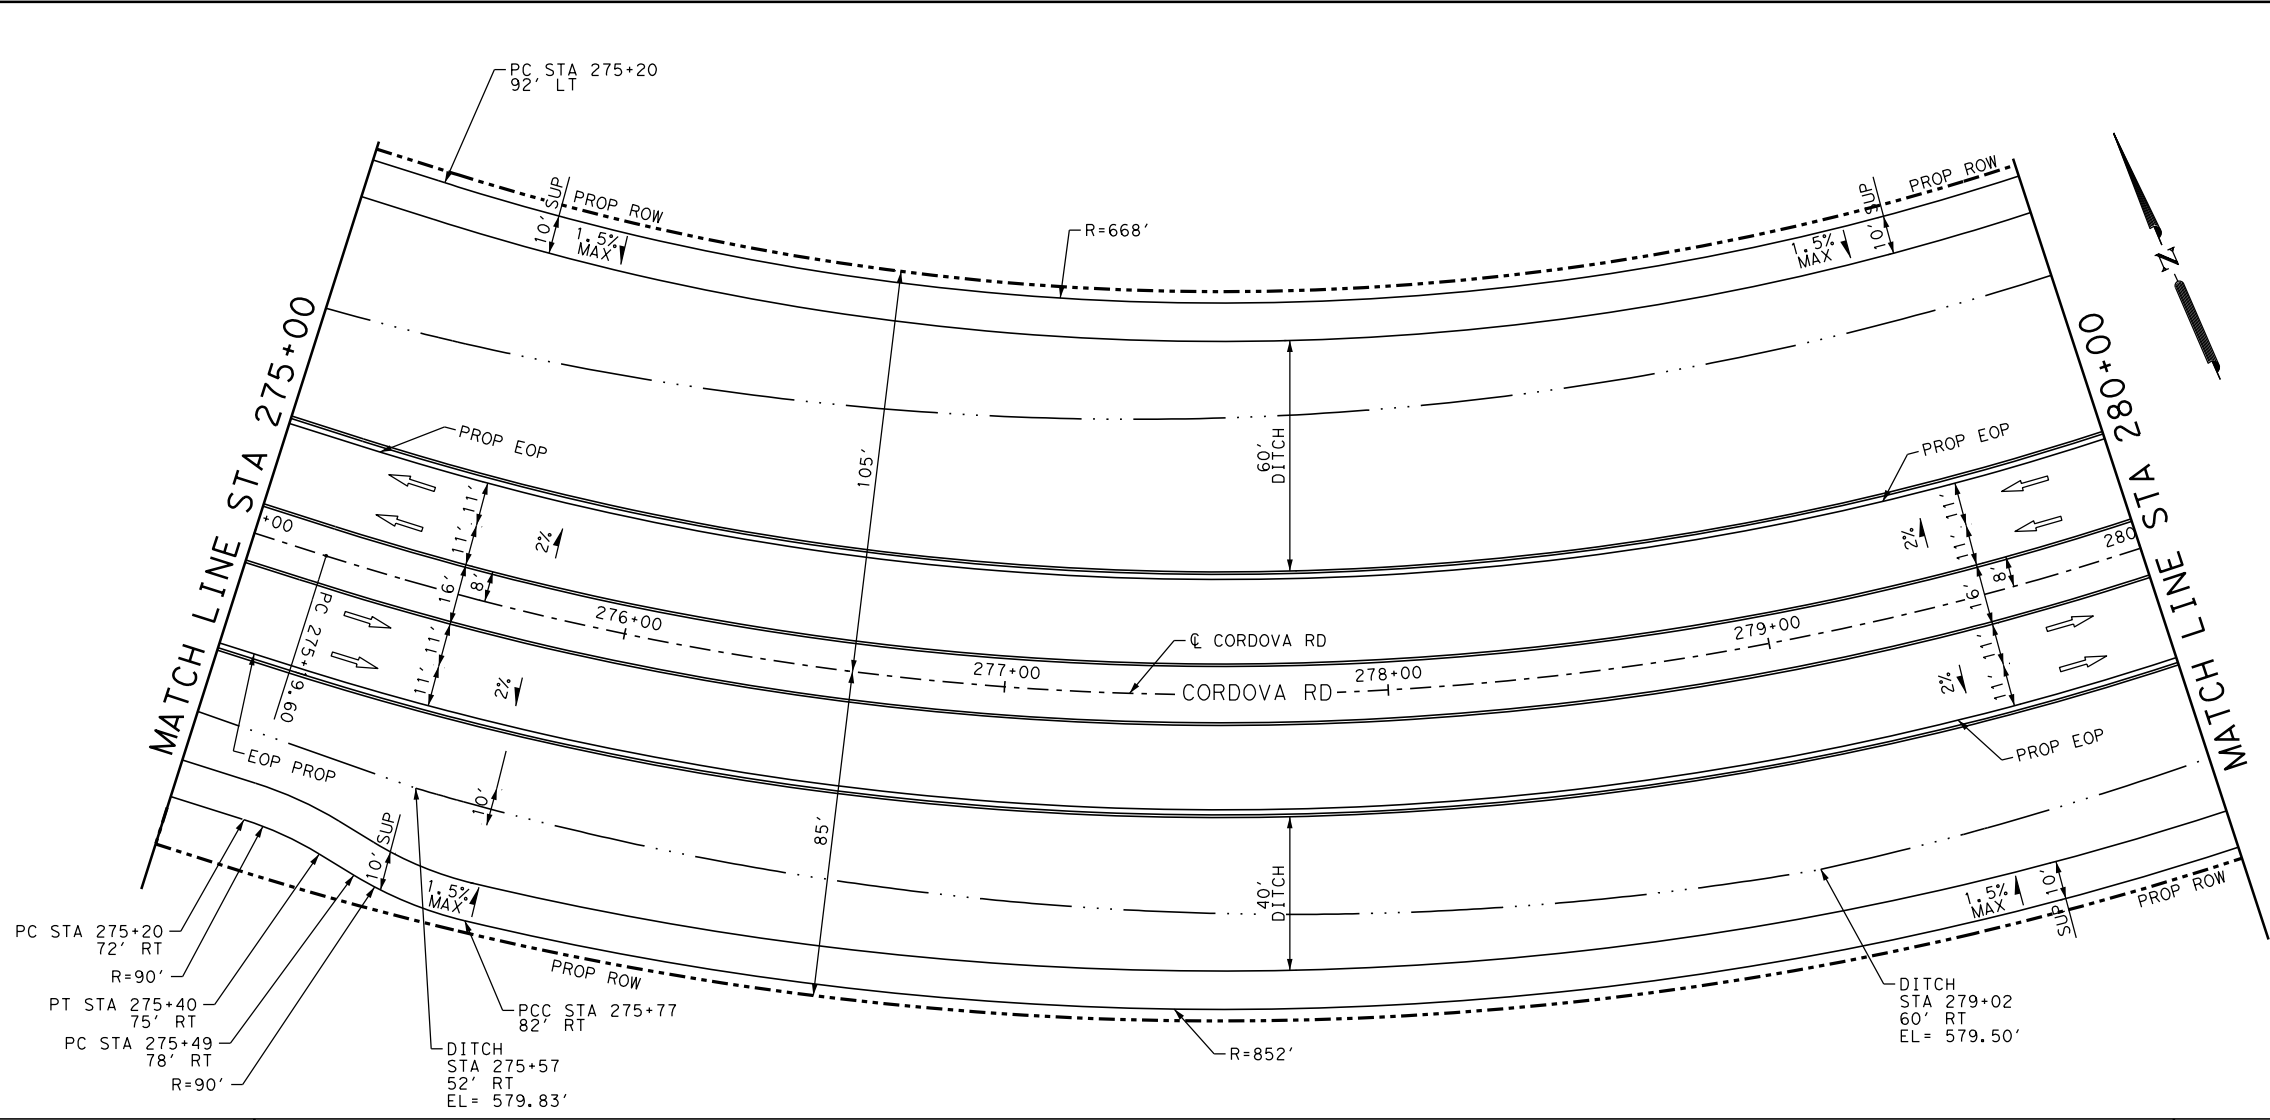 PC STA 275+20
92' LT
10' SUP
PROP ROW
1.5%
MAX
R=668'
PROP ROW
10' SUP
1.5%
MAX
N
MATCH LINE STA 275+00
MATCH LINE STA 280+00
PROP EOP
105'
60'
DITCH
PROP EOP
11'
11'
2%
11'
11'
2%
+00
16'
8'
276+00
℄ CORDOVA RD
277+00
CORDOVA RD
278+00
279+00
280
16'
8'
PC 275+19.60
11'
11'
2%
11'
11'
2%
EOP PROP
PROP EOP
10'
85'
40'
DITCH
10' SUP
1.5%
MAX
1.5%
MAX
10'
SUP
PROP ROW
PROP ROW
PC STA 275+20
72' RT
R=90'
PT STA 275+40
75' RT
PC STA 275+49
78' RT
R=90'
PCC STA 275+77
82' RT
DITCH
STA 275+57
52' RT
EL= 579.83'
R=852'
DITCH
STA 279+02
60' RT
EL= 579.50'